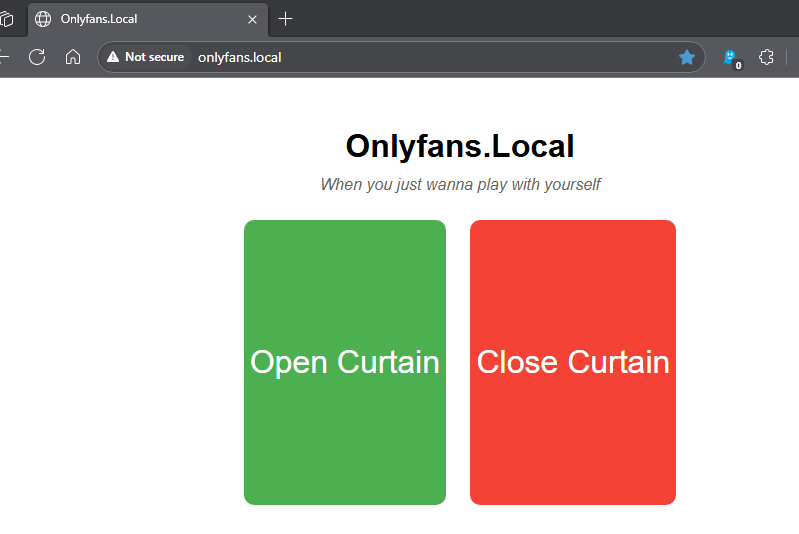 Onlyfans.Local
Not secure onlyfans.local
0
Onlyfans.Local
When you just wanna play with yourself
Open Curtain
Close Curtain